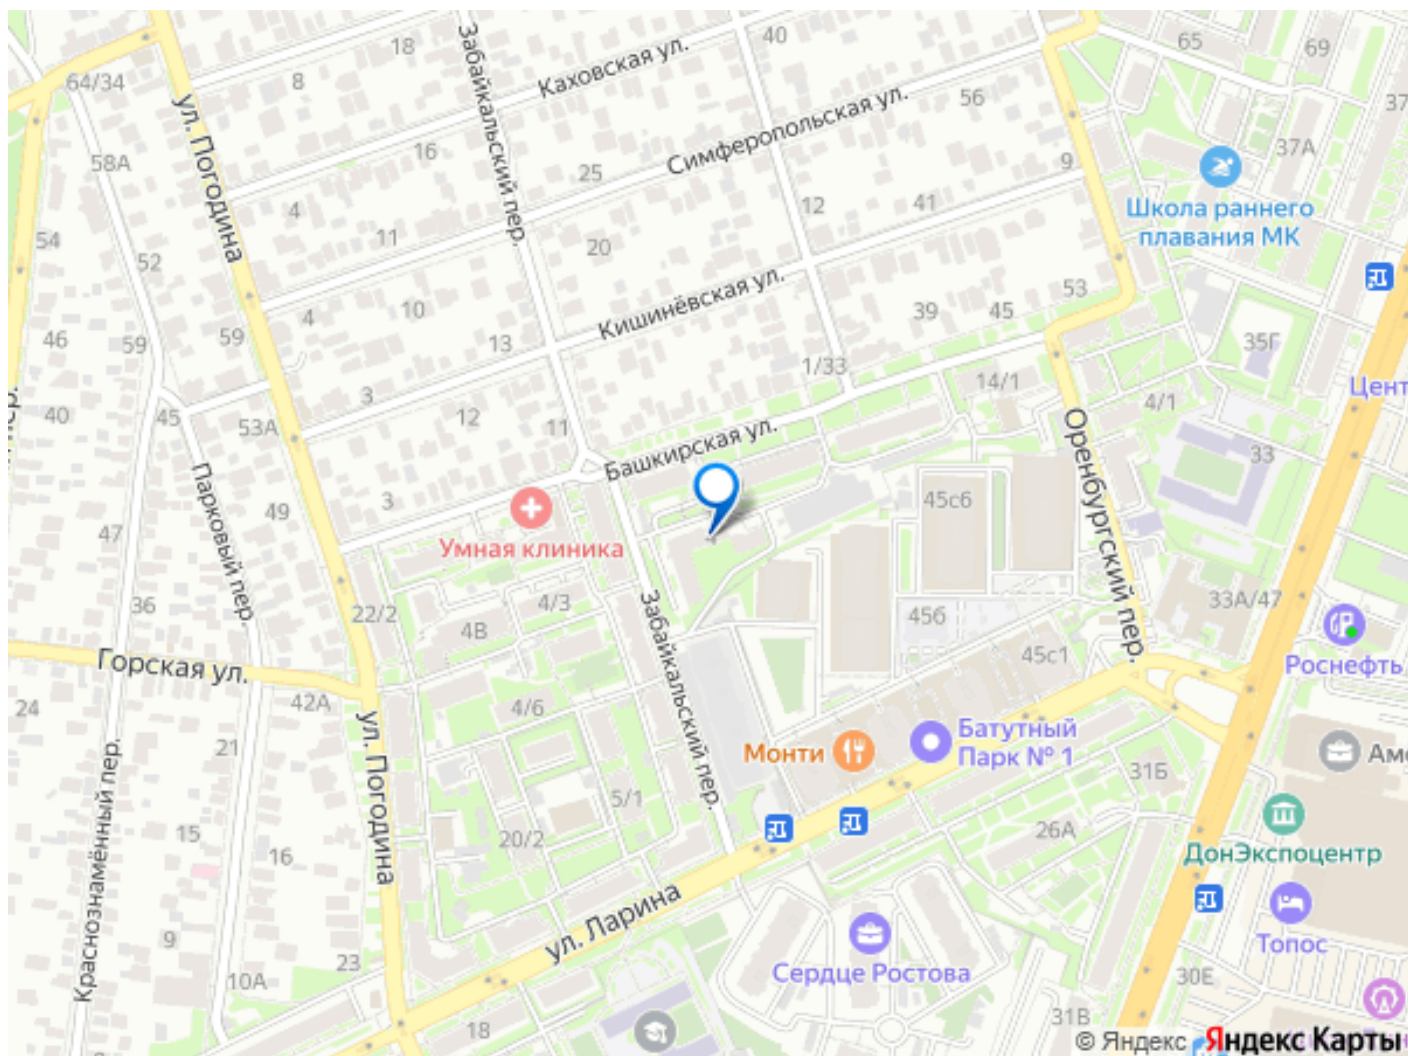 18
40
65
69
64/34
8
Каховская ул.
Забайкальский пер.
ул. Погодина
56
Симферопольская ул.
58А
16
25
9
37А
4
12
41
Школа раннего
плавания МК
54
11
20
52
10
4
Кишинёвская ул.
53
46
59
59
13
39
45
35Г
1/33
14/1
Цент
40
45
3
12
11
4/1
53А
Башкирская ул.
Оренбургский пер.
33
Парковый пер.
49
3
45с6
47
Умная клиника
36
22/2
4/3
4В
Забайкальский пер.
45б
33А/47
45с1
Роснефть
Горская ул.
24
42А
4/6
21
ул. Погодина
Монти
Батутный
Парк № 1
31Б
Краснознамённый пер.
15
16
5/1
20/2
26А
ДонЭкспоцентр
ул. Ларина
9
23
10А
Сердце Ростова
Топос
30Е
18
31В
© Яндекс Яндекс Карты